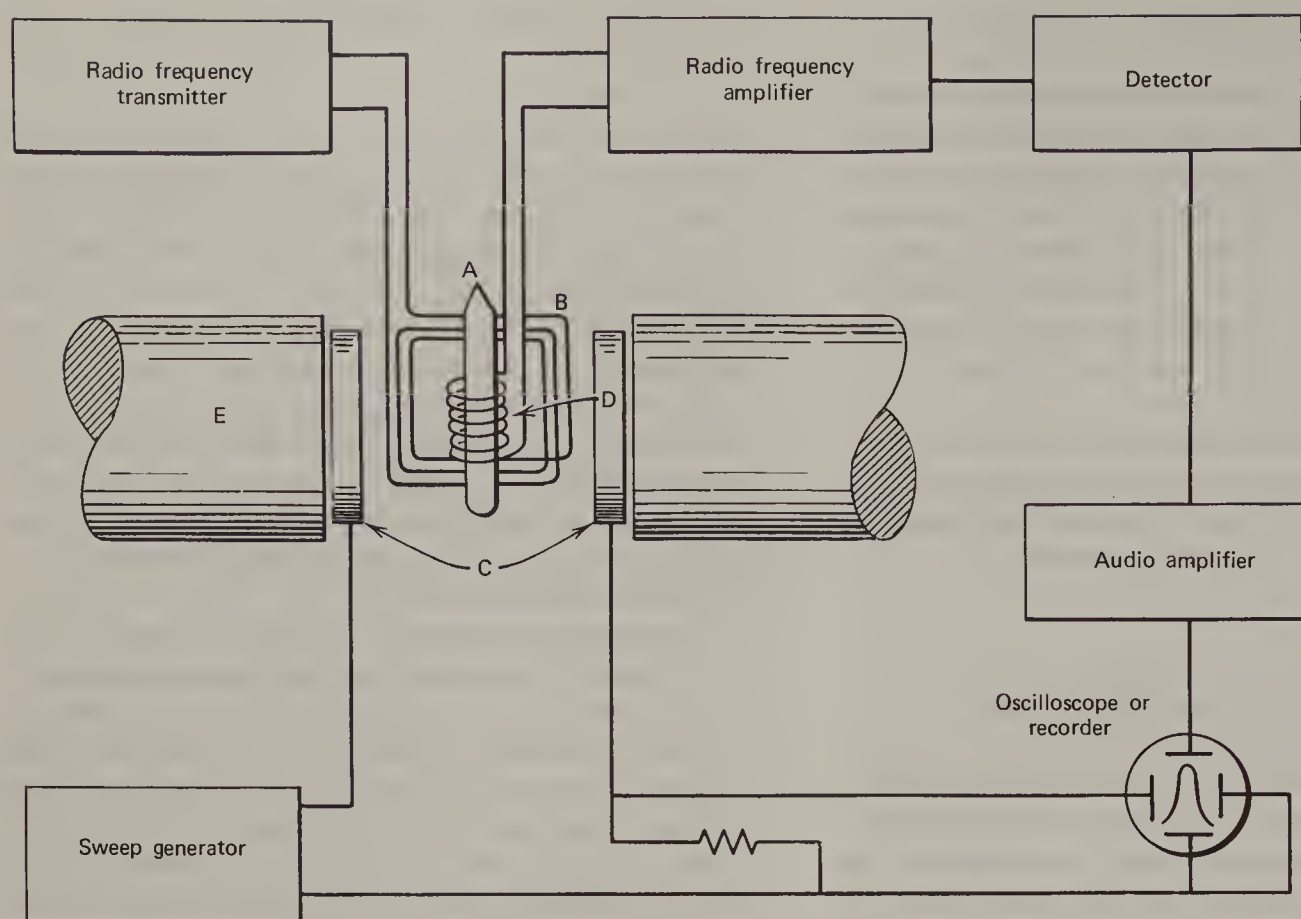 Radio frequency
transmitter
Radio frequency
amplifier
Detector
A
B
E
D
C
Audio amplifier
Oscilloscope or
recorder
Sweep generator